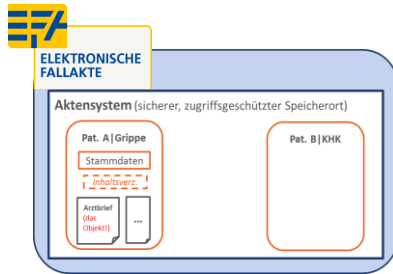 EFA
ELEKTRONISCHE
FALLAKTE
Aktensystem (sicherer, zugriffsgeschützter Speicherort)
Pat. A|Grippe
Stammdaten
Inhaltsverz.
Arztbrief
(das
Objekt!)
...
Pat. B|KHK